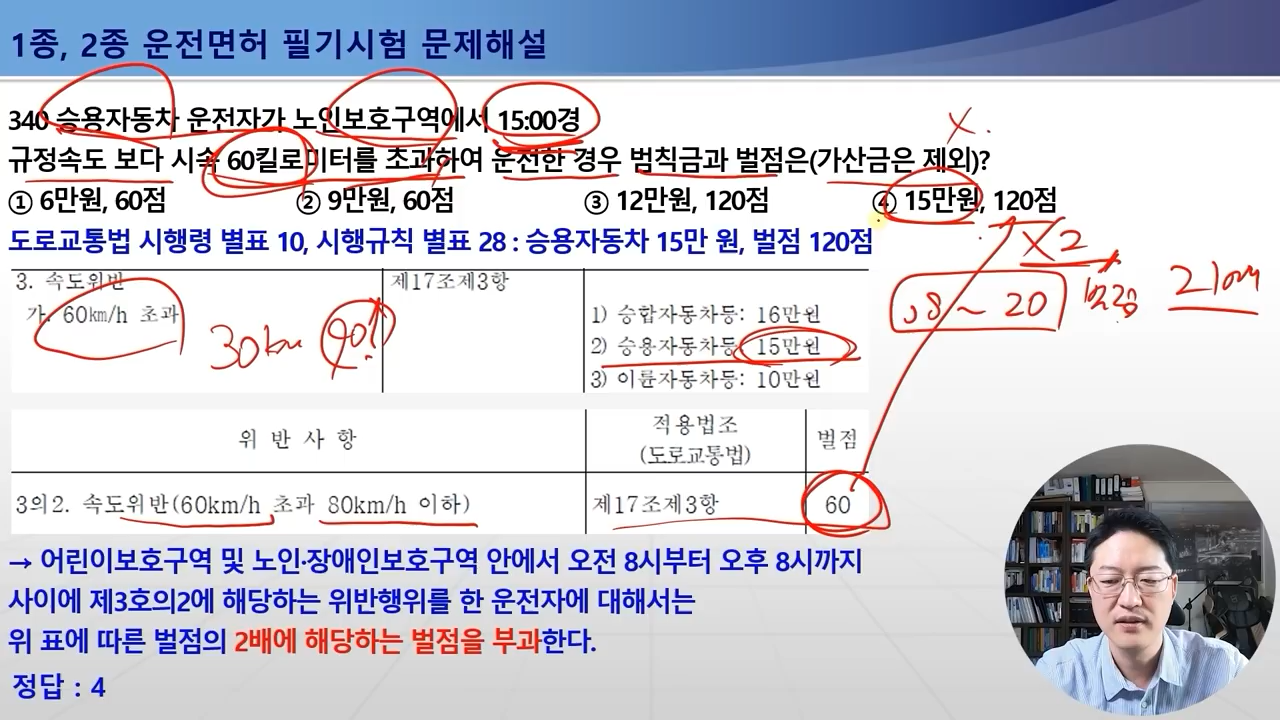 1종, 2종 운전면허 필기시험 문제해설
340 승용자동차 운전자가 노인보호구역에서 15:00경
규정속도 보다 시속 60킬로미터를 초과하여 운전한 경우 범칙금과 벌점은(가산금은 제외)?
① 6만원, 60점 ② 9만원, 60점 ③ 12만원, 120점 ④ 15만원, 120점
도로교통법 시행령 별표 10, 시행규칙 별표 28 : 승용자동차 15만 원, 벌점 120점
X 2
벌점
08 ~ 20
3. 속도위반
가. 60km/h 초과
제17조제3항
1) 승합자동차등: 16만원
2) 승용자동차등: 15만원
3) 이륜자동차등: 10만원
30km
위 반 사 항
적용법조
(도로교통법)
벌점
3의2. 속도위반(60km/h 초과 80km/h 이하)
제17조제3항
60
→ 어린이보호구역 및 노인·장애인보호구역 안에서 오전 8시부터 오후 8시까지
사이에 제3호의2에 해당하는 위반행위를 한 운전자에 대해서는
위 표에 따른 벌점의 2배에 해당하는 벌점을 부과한다.
정답 : 4